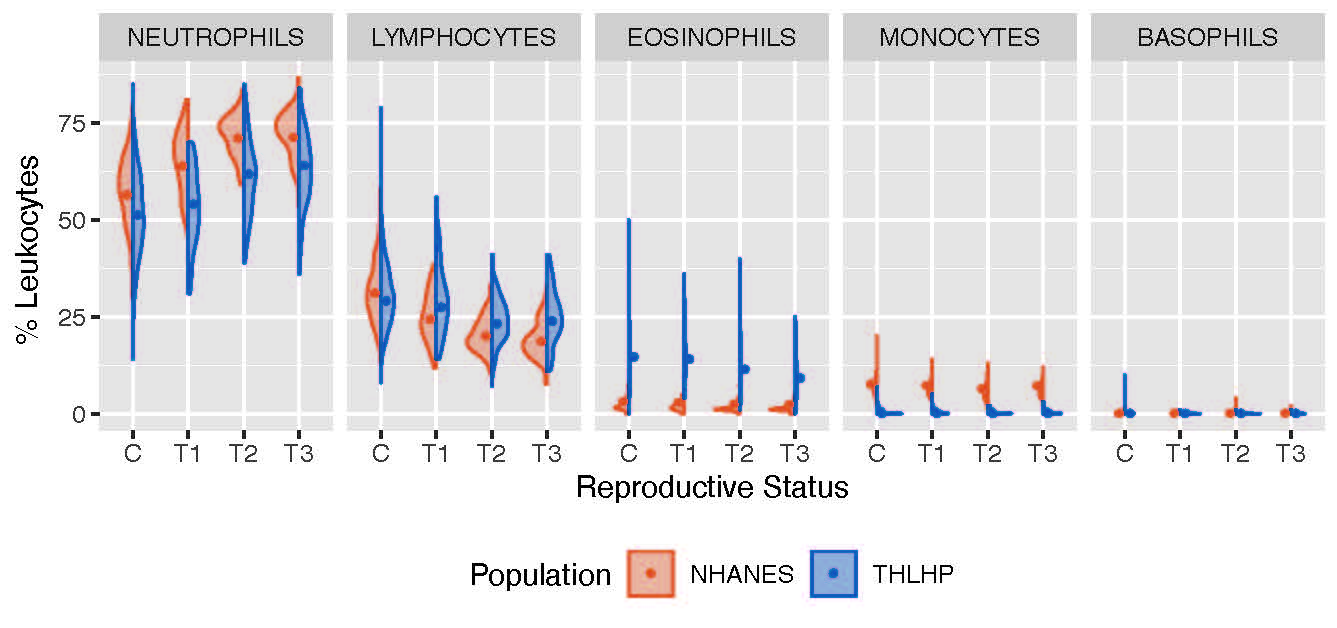 NEUTROPHILS LYMPHOCYTES EOSINOPHILS MONOCYTES BASOPHILS
% Leukocytes
75
50
25
0
C T1 T2 T3 C T1 T2 T3 C T1 T2 T3 C T1 T2 T3 C T1 T2 T3
Reproductive Status
Population NHANES THLHP